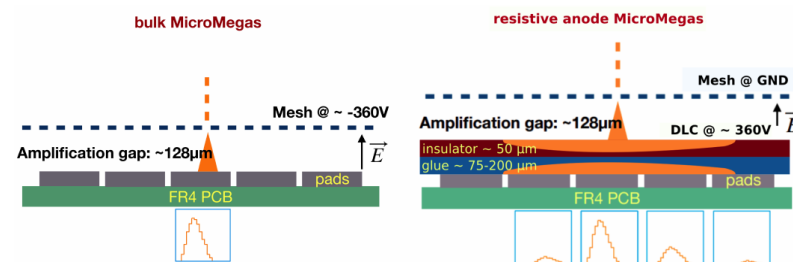 bulk MicroMegas
Mesh @ ~ -360V
Amplification gap: ~128μm
E
pads
FR4 PCB
resistive anode MicroMegas
Mesh @ GND
Amplification gap: ~128μm
DLC @ ~ 360V
E
insulator ~ 50 μm
glue ~ 75-200 μm
pads
FR4 PCB